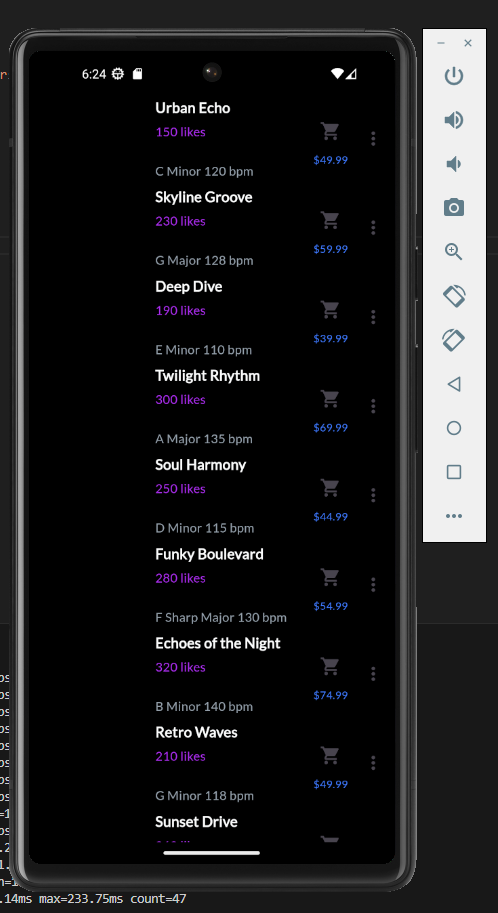 6:24
Urban Echo
150 likes
$49.99
C Minor 120 bpm
Skyline Groove
230 likes
$59.99
G Major 128 bpm
Deep Dive
190 likes
$39.99
E Minor 110 bpm
Twilight Rhythm
300 likes
$69.99
A Major 135 bpm
Soul Harmony
250 likes
$44.99
D Minor 115 bpm
Funky Boulevard
280 likes
$54.99
F Sharp Major 130 bpm
Echoes of the Night
320 likes
$74.99
B Minor 140 bpm
Retro Waves
210 likes
$49.99
G Minor 118 bpm
Sunset Drive
.14ms max=233.75ms count=47